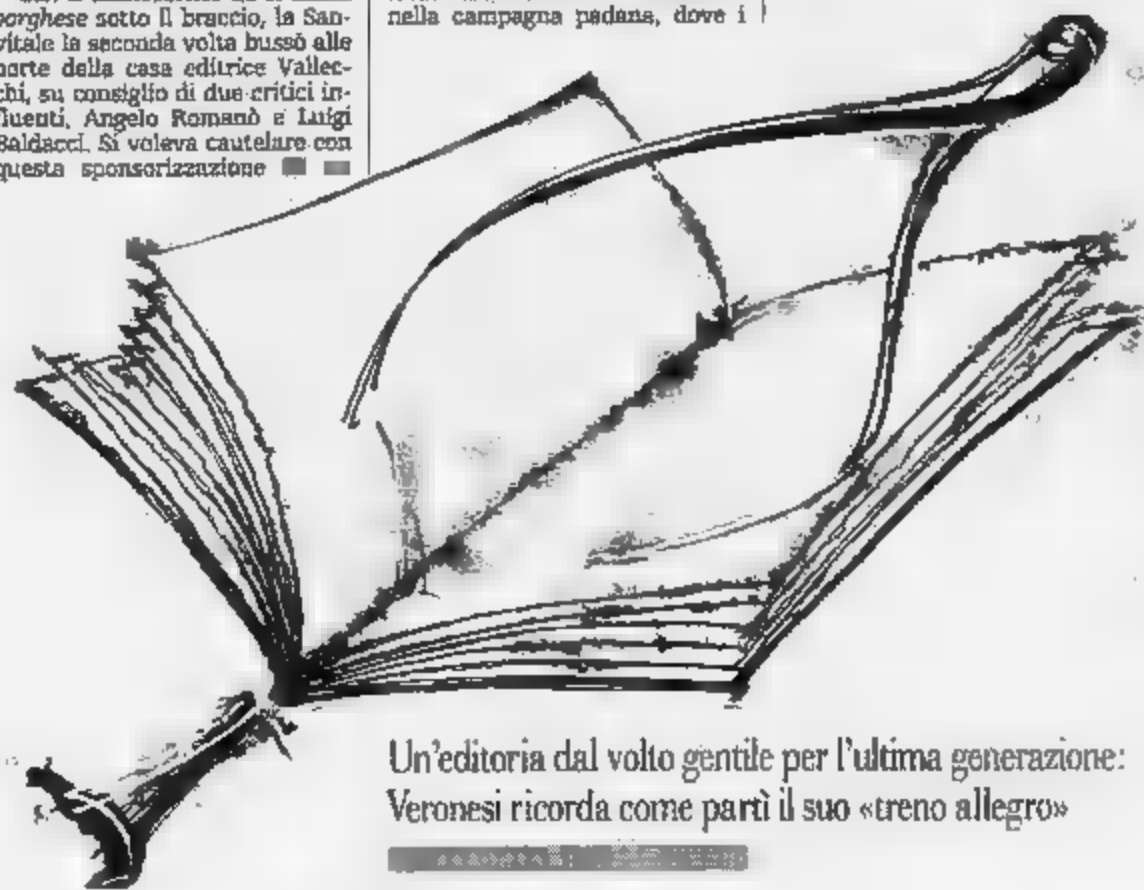 borghese sotto il braccio, la San-
vitale la seconda volta bussò alle
porte della casa editrice Vallec-
chi, su consiglio di due critici in-
fluenti, Angelo Romanò e Luigi
Baldacci. Si voleva cautelare con
questa sponsorizzazione
nella campagna padana, dove i
Un'editoria dal volto gentile per l'ultima generazione:
Veronesi ricorda come partì il suo «treno allegro»